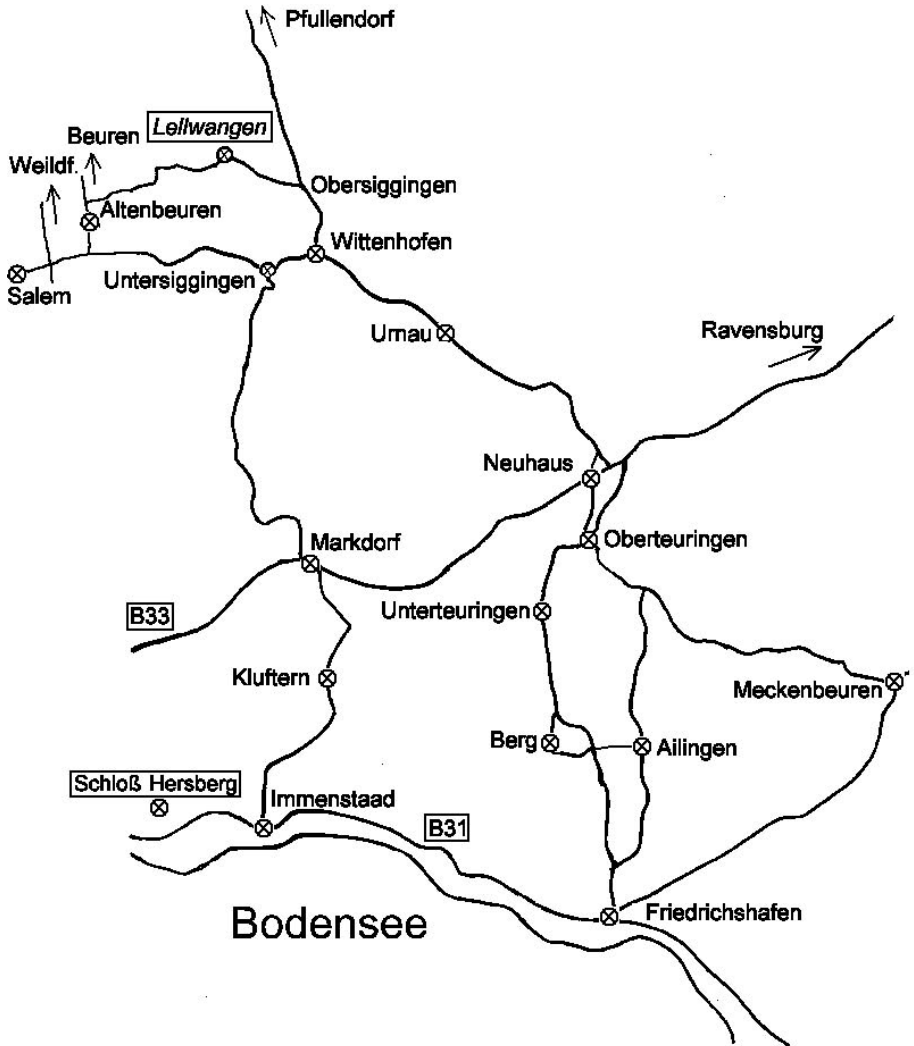 Pfullendorf
Beuren
Lellwangen
Weildf.
Obersiggingen
Altenbeuren
Wittenhofen
Untersiggingen
Salem
Urnau
Ravensburg
Neuhaus
Markdorf
Oberteuringen
B33
Unterteuringen
Kluftern
Meckenbeuren
Berg
Ailingen
Schloß Hersberg
Immenstaad
B31
Bodensee
Friedrichshafen